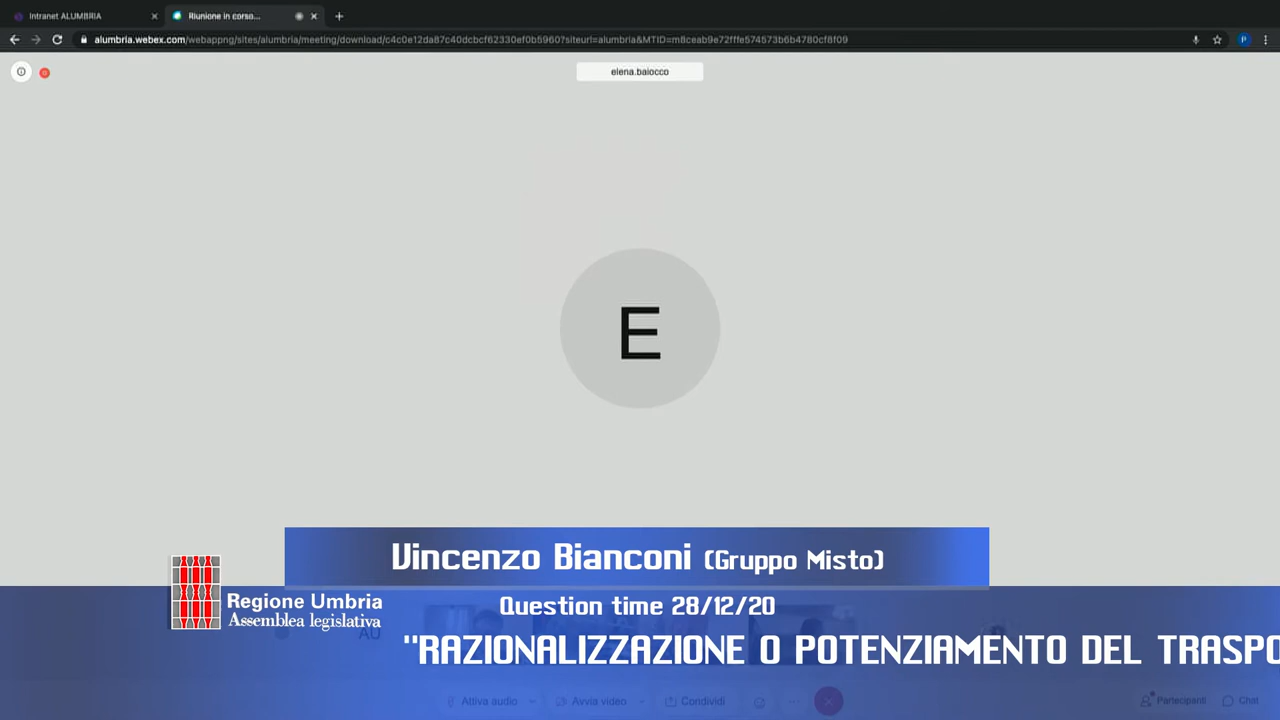 Intranet ALUMBRIA
Riunione in corso...
alumbria.webex.com/webappng/sites/alumbria/meeting/download/c4c0e12da87c40dcbcf62330ef0b5960?siteurl=alumbria&MTID=m8ceab9e72fffe574573b6b4780cf8f09
P
elena.baiocco
E
Vincenzo Bianconi (Gruppo Misto)
Regione Umbria
Assemblea legislativa
Question time 28/12/20
AU
"RAZIONALIZZAZIONE O POTENZIAMENTO DEL TRASPO
Attiva audio
Avvia video
Condividi
Partecipanti
Chat